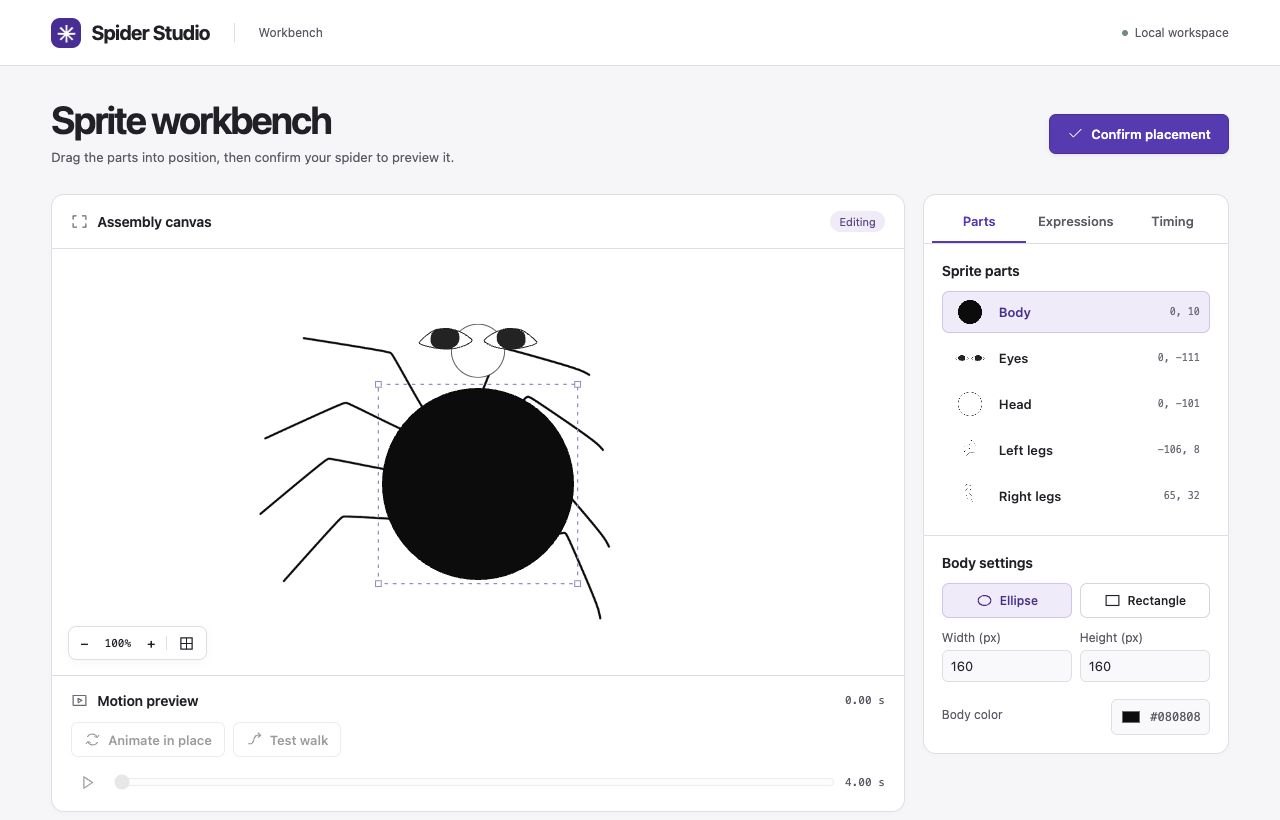 Spider Studio
Workbench
Local workspace
Sprite workbench
Drag the parts into position, then confirm your spider to preview it.
Confirm placement
Assembly canvas
Editing
− 100% +
Motion preview
0.00 s
Animate in place
Test walk
4.00 s
Parts
Expressions
Timing
Sprite parts
Body
0, 10
Eyes
0, −111
Head
0, −101
Left legs
−106, 8
Right legs
65, 32
Body settings
Ellipse
Rectangle
Width (px)
Height (px)
160
160
Body color
#080808